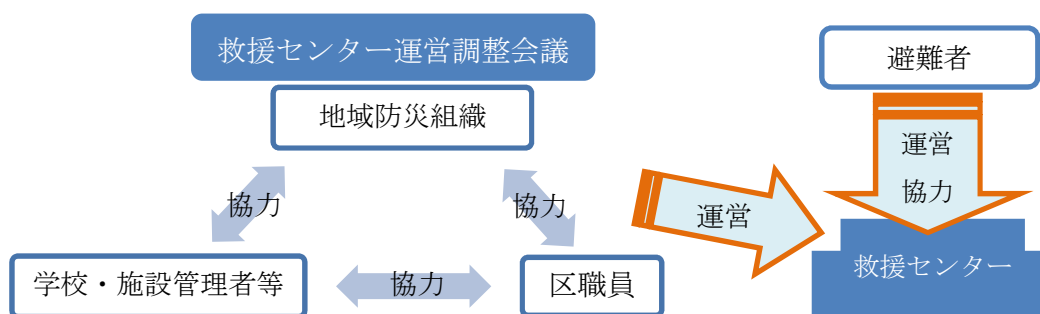 救援センター運営調整会議
地域防災組織
避難者
運営
協力
協力
協力
運営
学校・施設管理者等
協力
区職員
救援センター